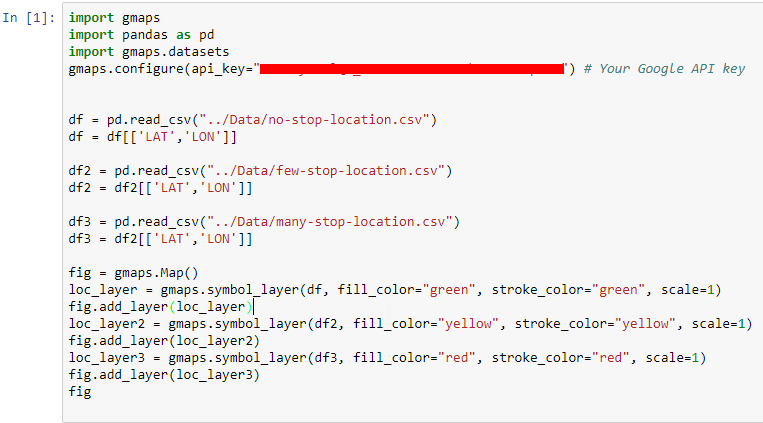 In [1]:
import gmaps
import pandas as pd
import gmaps.datasets
gmaps.configure(api_key="") # Your Google API key
df = pd.read_csv("../Data/no-stop-location.csv")
df = df[['LAT','LON']]
df2 = pd.read_csv("../Data/few-stop-location.csv")
df2 = df2[['LAT','LON']]
df3 = pd.read_csv("../Data/many-stop-location.csv")
df3 = df2[['LAT','LON']]
fig = gmaps.Map()
loc_layer = gmaps.symbol_layer(df, fill_color="green", stroke_color="green", scale=1)
fig.add_layer(loc_layer)
loc_layer2 = gmaps.symbol_layer(df2, fill_color="yellow", stroke_color="yellow", scale=1)
fig.add_layer(loc_layer2)
loc_layer3 = gmaps.symbol_layer(df3, fill_color="red", stroke_color="red", scale=1)
fig.add_layer(loc_layer3)
fig